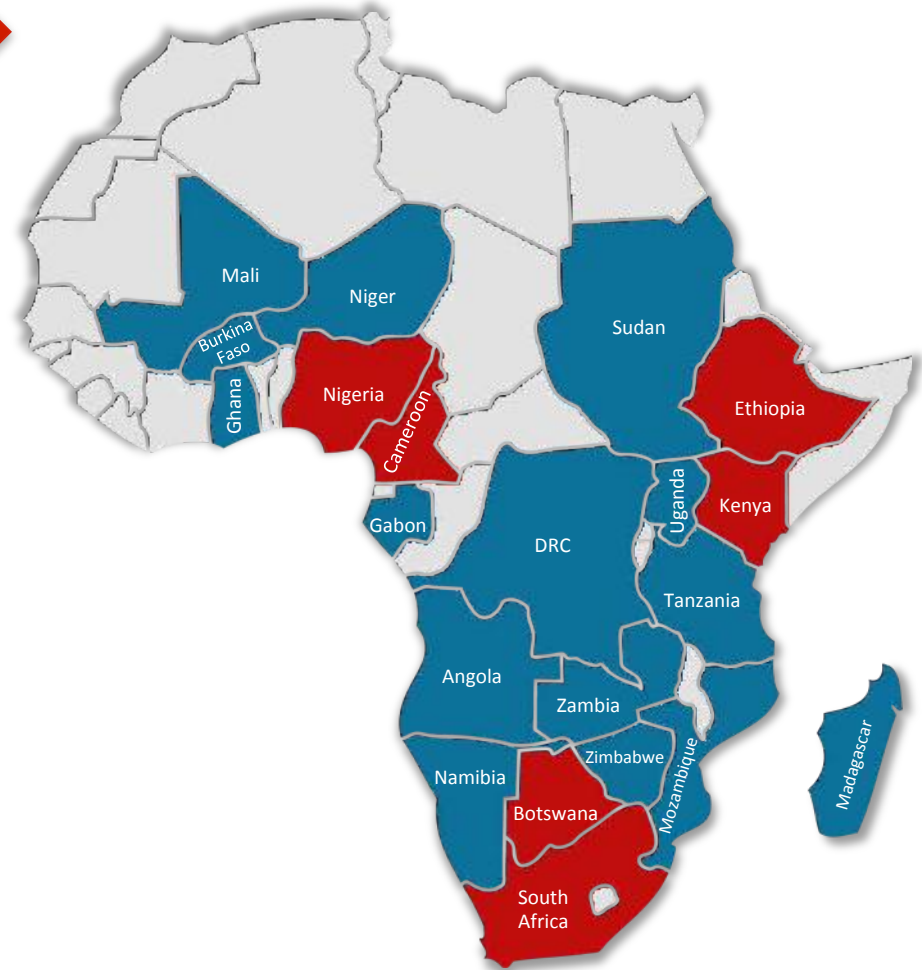 Mali
Niger
Sudan
Burkina
Faso
Ghana
Nigeria
Cameroon
Ethiopia
Uganda
Kenya
Gabon
DRC
Tanzania
Angola
Zambia
Zimbabwe
Mozambique
Madagascar
Namibia
Botswana
South
Africa